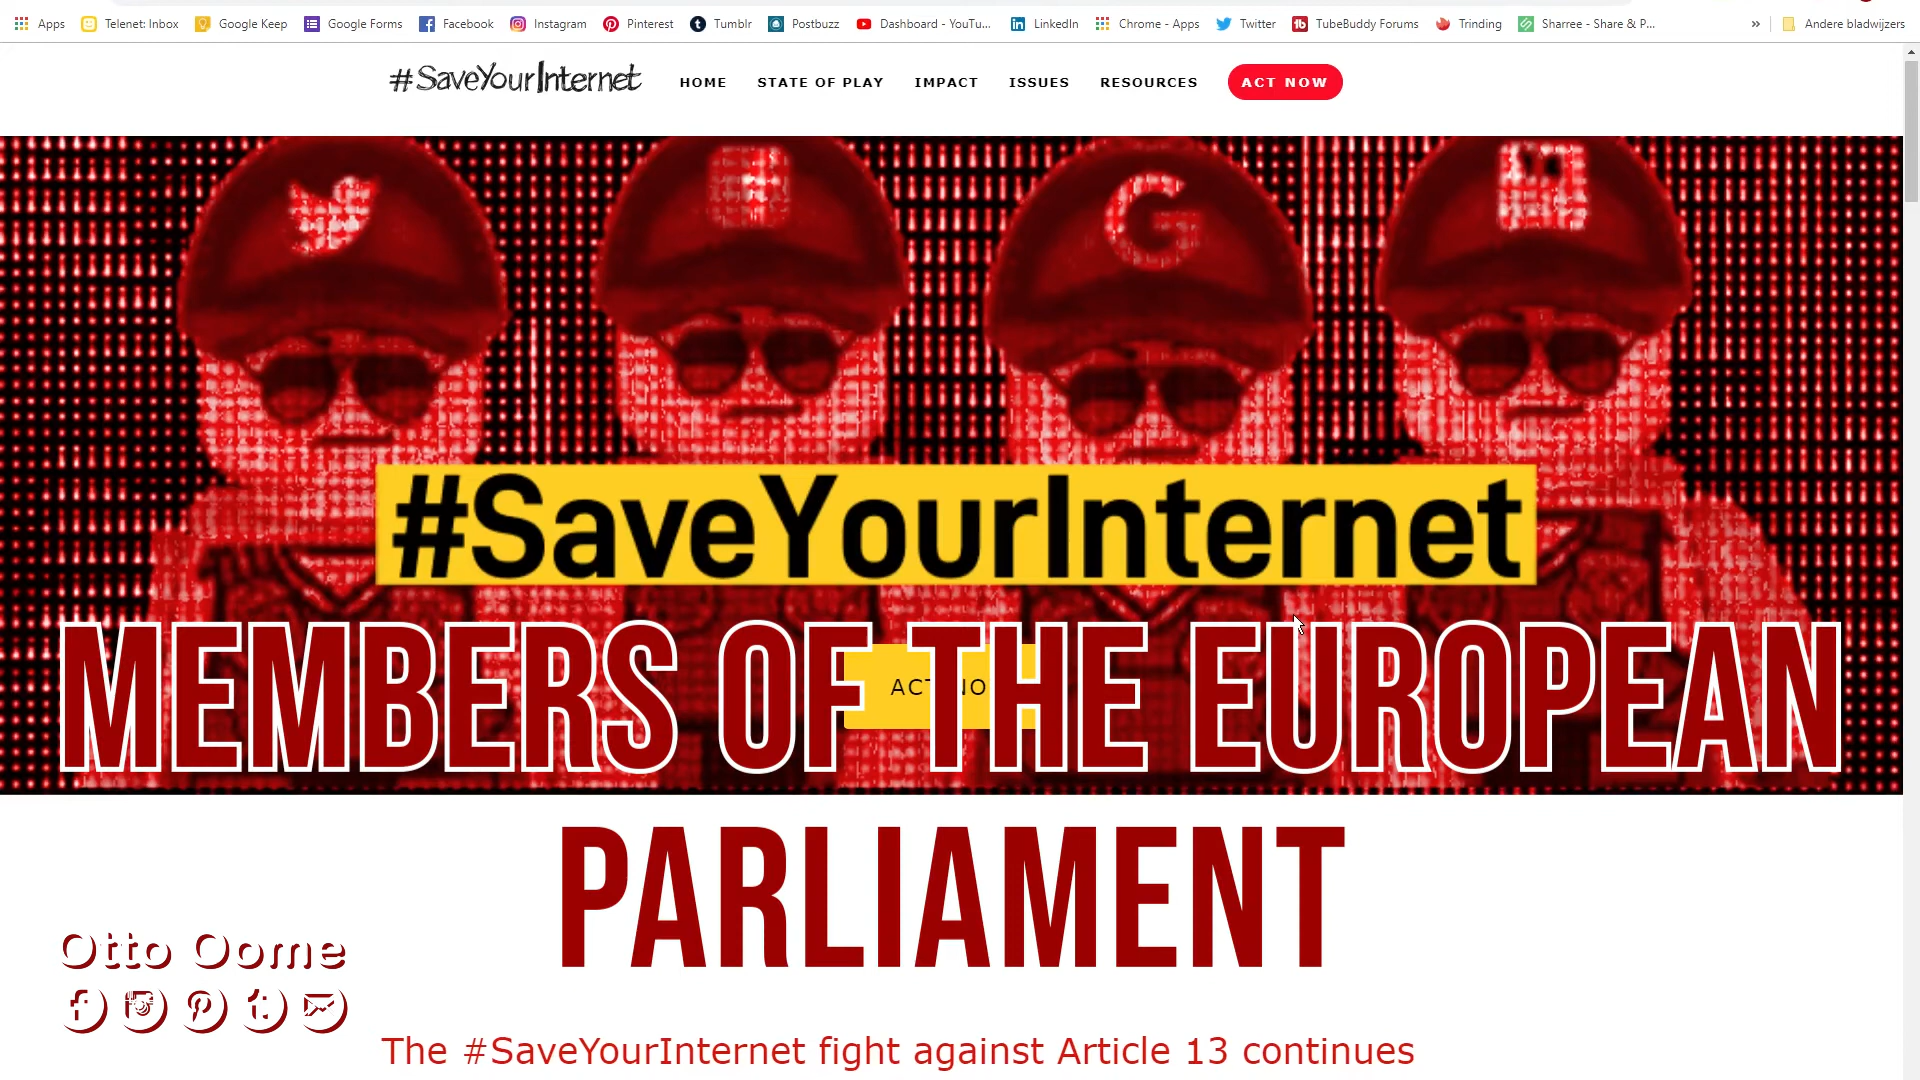 Apps Telenet: Inbox Google Keep Google Forms Facebook Instagram Pinterest Tumblr Postbuzz Dashboard - YouTu... LinkedIn Chrome - Apps Twitter TubeBuddy Forums Trinding Sharree - Share & P... » Andere bladwijzers
#SaveYourInternet HOME STATE OF PLAY IMPACT ISSUES RESOURCES ACT NOW
G
#SaveYourInternet
MEMBERS OF THE EUROPEAN
PARLIAMENT
Otto Oome
The #SaveYourInternet fight against Article 13 continues